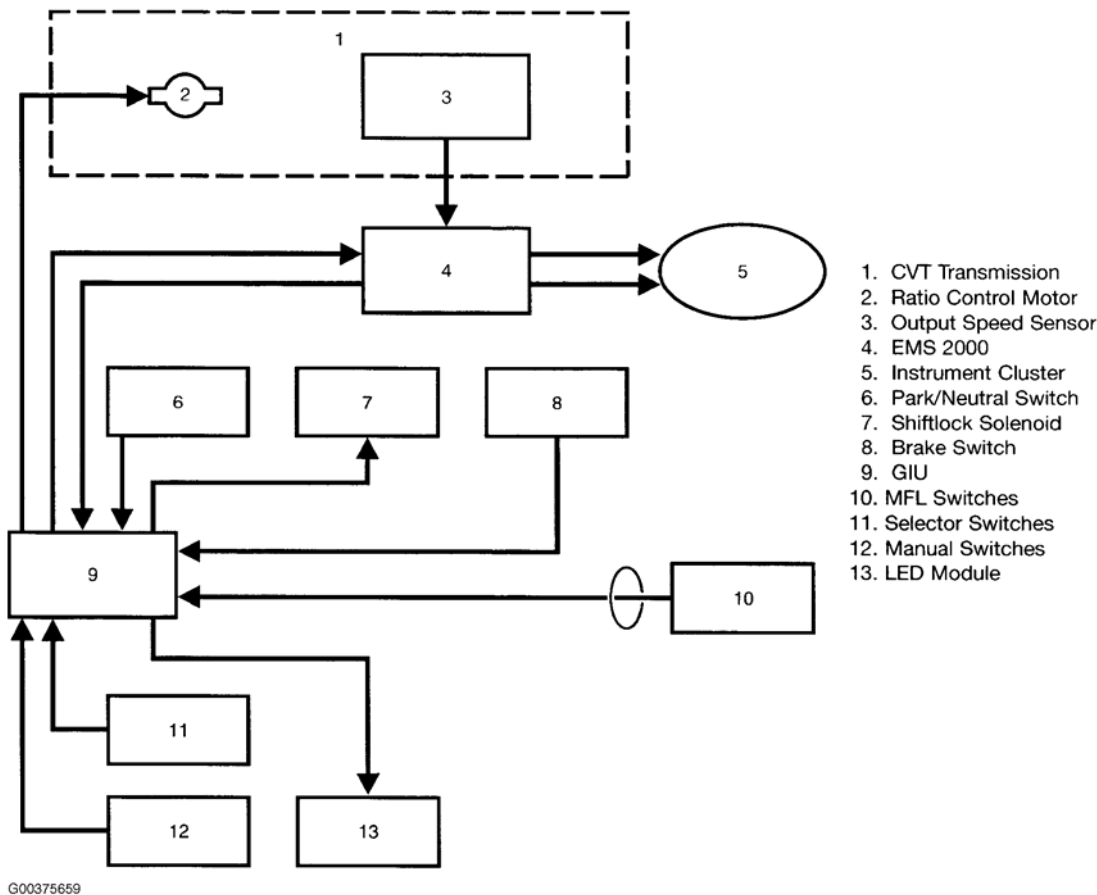 1
2
3
4
5
6
7
8
9
10
11
12
13
1. CVT Transmission
2. Ratio Control Motor
3. Output Speed Sensor
4. EMS 2000
5. Instrument Cluster
6. Park/Neutral Switch
7. Shiftlock Solenoid
8. Brake Switch
9. GIU
10. MFL Switches
11. Selector Switches
12. Manual Switches
13. LED Module
G00375659